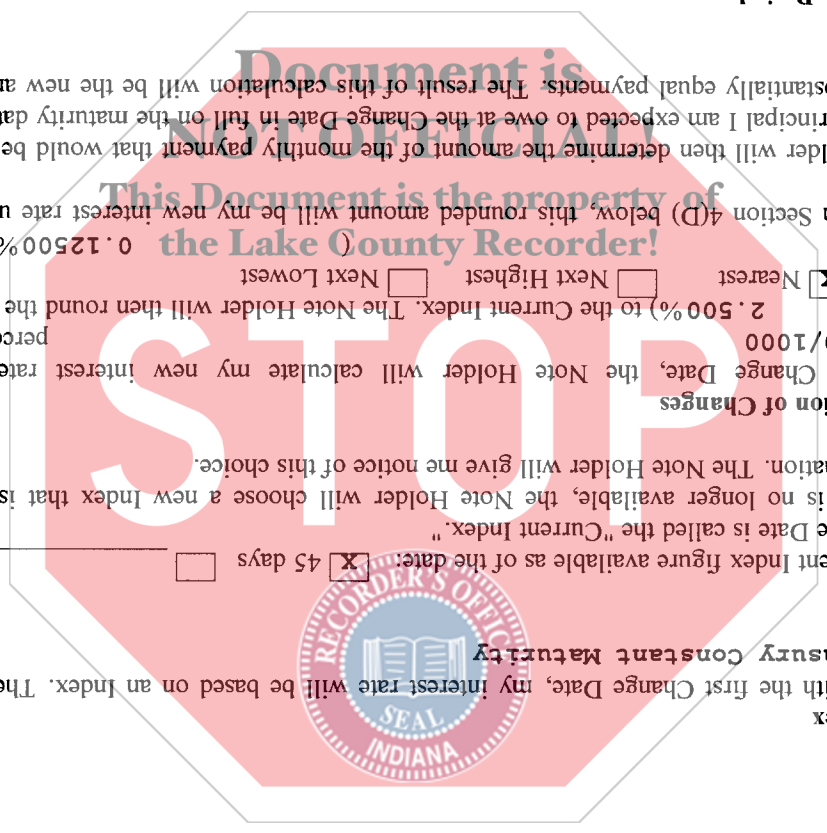 Document is
NOT OFFICIAL!
This Document is the property of
the Lake County Recorder!
STOP
RECORDER'S OFFICE
SEAL
INDIANA
ex
ith the first Change Date, my interest rate will be based on an Index. The
asury Constant Maturity
ent Index figure available as of the date: [X] 45 days [ ]
e Date is called the "Current Index."
is no longer available, the Note Holder will choose a new Index that is
ation. The Note Holder will give me notice of this choice.
ion of Changes
Change Date, the Note Holder will calculate my new interest rate
0/1000 perc
2.500%) to the Current Index. The Note Holder will then round the
[X] Nearest [ ] Next Highest [ ] Next Lowest
( 0.12500%
n Section 4(D) below, this rounded amount will be my new interest rate u
lder will then determine the amount of the monthly payment that would be
rincipal I am expected to owe at the Change Date in full on the maturity dat
ostantially equal payments. The result of this calculation will be the new a